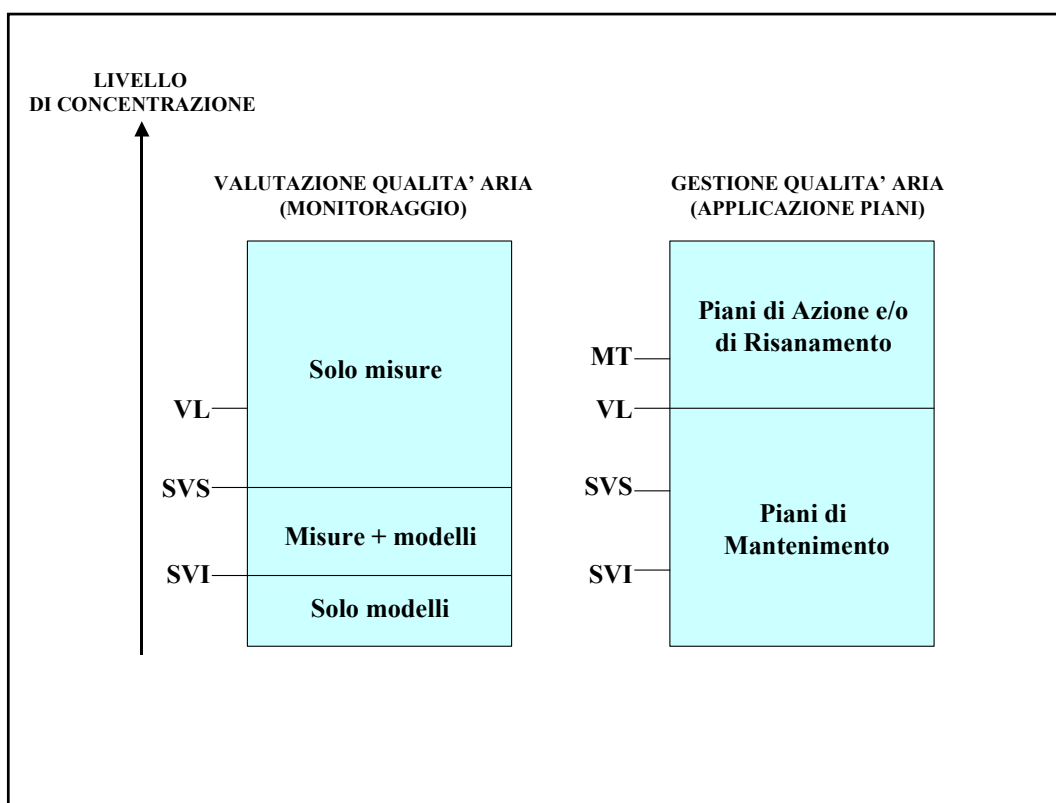 LIVELLO
DI CONCENTRAZIONE
VALUTAZIONE QUALITA’ ARIA
(MONITORAGGIO)
Solo misure
VL
SVS
Misure + modelli
SVI
Solo modelli
GESTIONE QUALITA’ ARIA
(APPLICAZIONE PIANI)
Piani di Azione e/o
di Risanamento
MT
VL
SVS
Piani di
Mantenimento
SVI